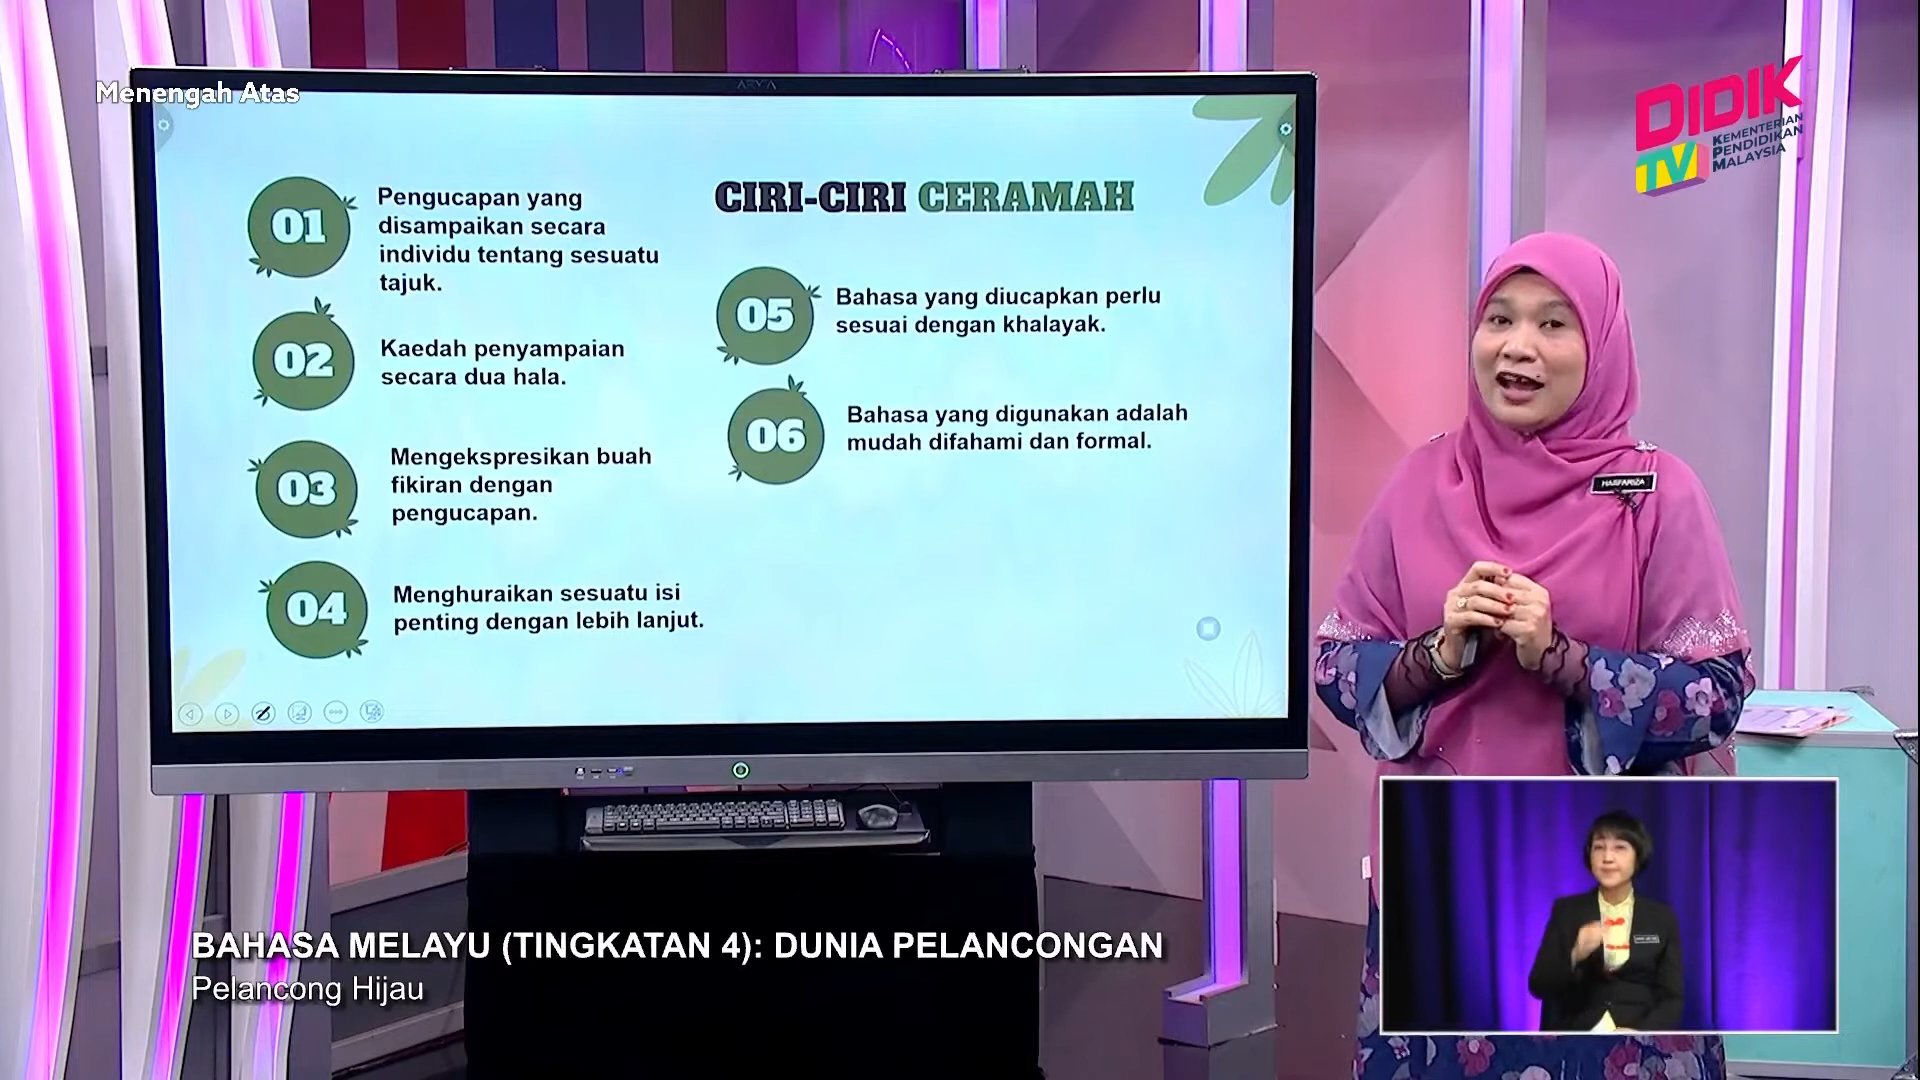 Menengah Atas
DIDIK
TV
KEMENTERIAN
PENDIDIKAN
MALAYSIA
CIRI-CIRI CERAMAH
01
Pengucapan yang
disampaikan secara
individu tentang sesuatu
tajuk.
02
Kaedah penyampaian
secara dua hala.
03
Mengekspresikan buah
fikiran dengan
pengucapan.
04
Menghuraikan sesuatu isi
penting dengan lebih lanjut.
05
Bahasa yang diucapkan perlu
sesuai dengan khalayak.
06
Bahasa yang digunakan adalah
mudah difahami dan formal.
BAHASA MELAYU (TINGKATAN 4): DUNIA PELANCONGAN
Pelancong Hijau